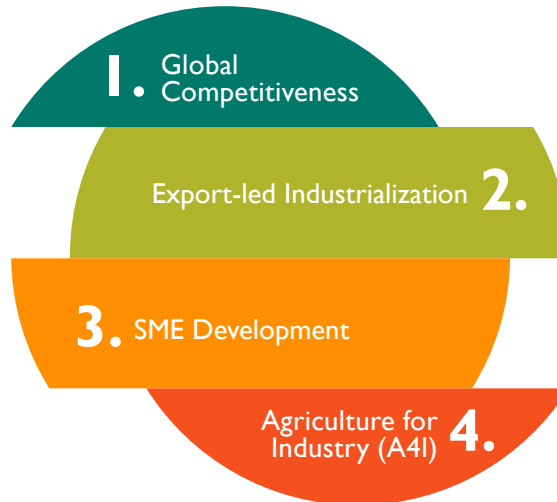 1. Global
Competitiveness
Export-led Industrialization 2.
3. SME Development
Agriculture for
Industry (A4I) 4.